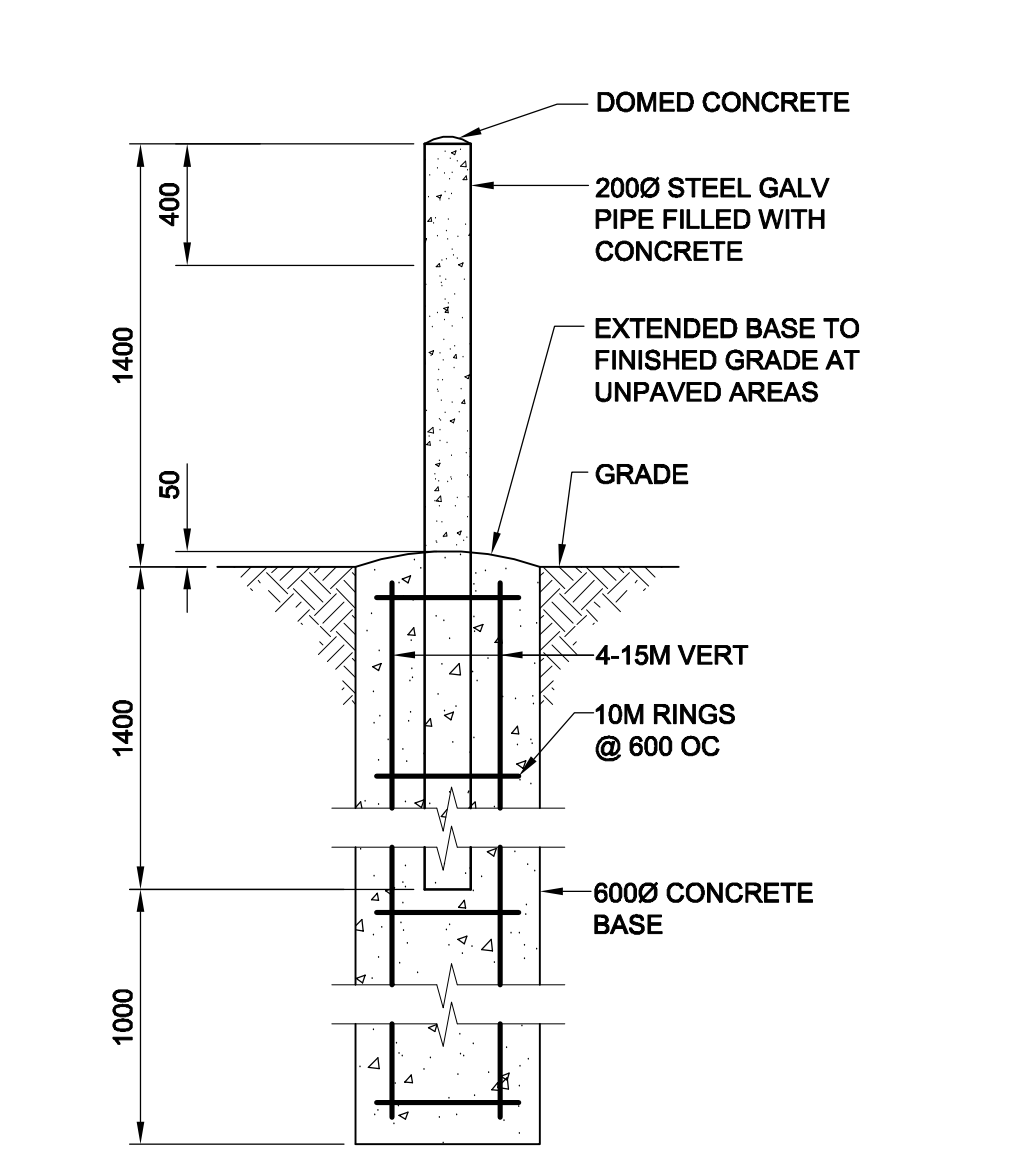 DOMED CONCRETE
200Ø STEEL GALV
PIPE FILLED WITH
CONCRETE
400
EXTENDED BASE TO
FINISHED GRADE AT
UNPAVED AREAS
1400
GRADE
50
4-15M VERT
10M RINGS
@ 600 OC
1400
600Ø CONCRETE
BASE
1000